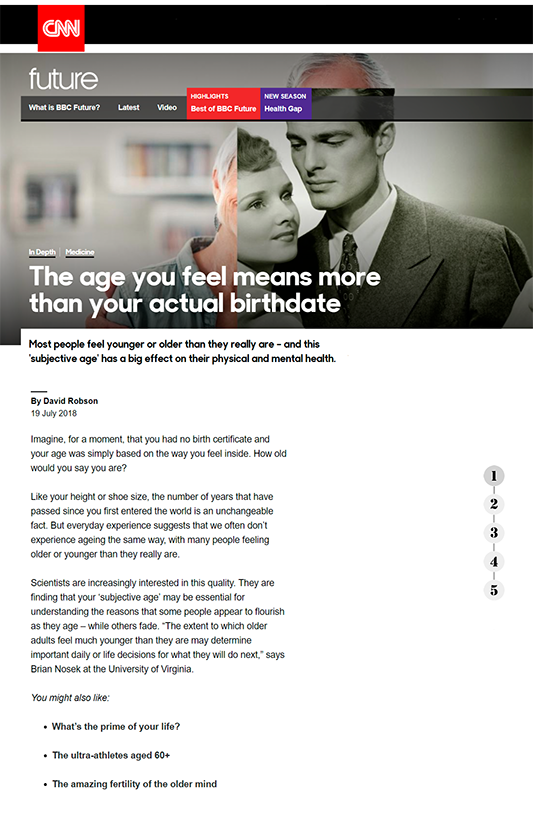 CNN
future
What is BBC Future?
Latest
Video
HIGHLIGHTS
Best of BBC Future
NEW SEASON
Health Gap
In Depth
Medicine
The age you feel means more
than your actual birthdate
Most people feel younger or older than they really are – and this
'subjective age' has a big effect on their physical and mental health.
By David Robson
19 July 2018
Imagine, for a moment, that you had no birth certificate and
your age was simply based on the way you feel inside. How old
would you say you are?
Like your height or shoe size, the number of years that have
passed since you first entered the world is an unchangeable
fact. But everyday experience suggests that we often don’t
experience ageing the same way, with many people feeling
older or younger than they really are.
Scientists are increasingly interested in this quality. They are
finding that your ‘subjective age’ may be essential for
understanding the reasons that some people appear to flourish
as they age – while others fade. “The extent to which older
adults feel much younger than they are may determine
important daily or life decisions for what they will do next,” says
Brian Nosek at the University of Virginia.
You might also like:
• What’s the prime of your life?
• The ultra-athletes aged 60+
• The amazing fertility of the older mind
1
2
3
4
5